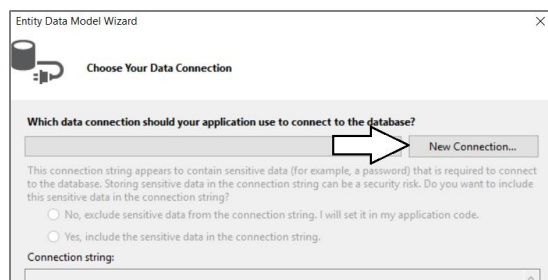 Entity Data Model Wizard
Choose Your Data Connection
Which data connection should your application use to connect to the database?
New Connection...
This connection string appears to contain sensitive data (for example, a password) that is required to connect
to the database. Storing sensitive data in the connection string can be a security risk. Do you want to include
this sensitive data in the connection string?
No, exclude sensitive data from the connection string. I will set it in my application code.
Yes, include the sensitive data in the connection string.
Connection string: